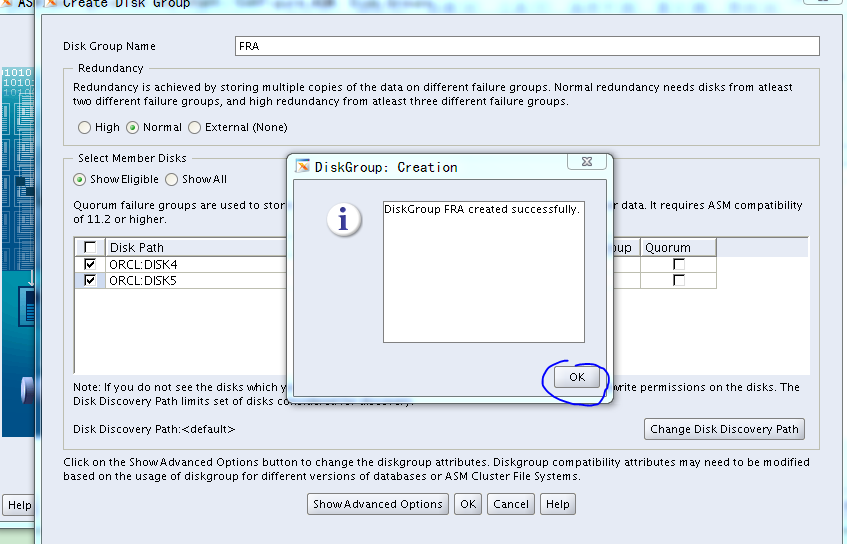 AS
Create Disk Group
Disk Group Name
FRA
Redundancy
Redundancy is achieved by storing multiple copies of the data on different failure groups. Normal redundancy needs disks from atleast
two different failure groups, and high redundancy from atleast three different failure groups.
High Normal External (None)
Select Member Disks
Show Eligible Show All
Quorum failure groups are used to stor
r data. It requires ASM compatibility
of 11.2 or higher.
Disk Path
oup Quorum
ORCL:DISK4
ORCL:DISK5
DiskGroup: Creation
DiskGroup FRA created successfully.
OK
Note: If you do not see the disks which y
write permissions on the disks. The
Disk Discovery Path limits set of disks considered for discovery.
Disk Discovery Path:<default>
Change Disk Discovery Path
Click on the Show Advanced Options button to change the diskgroup attributes. Diskgroup compatibility attributes may need to be modified
based on the usage of diskgroup for different versions of databases or ASM Cluster File Systems.
Help
Show Advanced Options OK Cancel Help